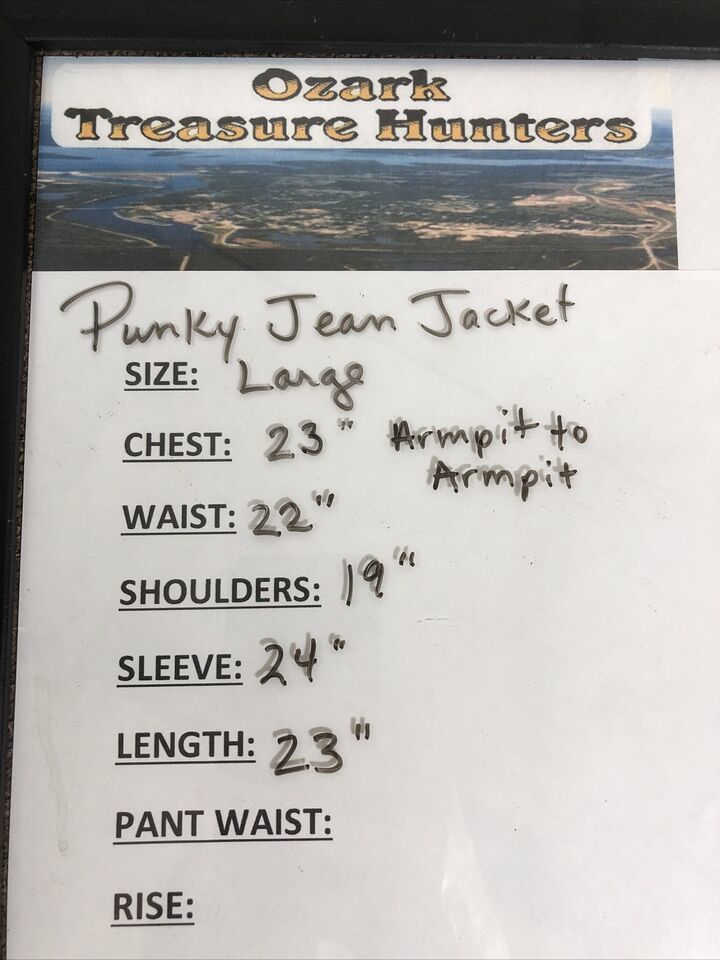 Ozark
Treasure Hunters
Punky Jean Jacket
SIZE: Large
CHEST: 23" Armpit to
Armpit
WAIST: 22"
SHOULDERS: 19"
SLEEVE: 24"
LENGTH: 23"
PANT WAIST:
RISE: